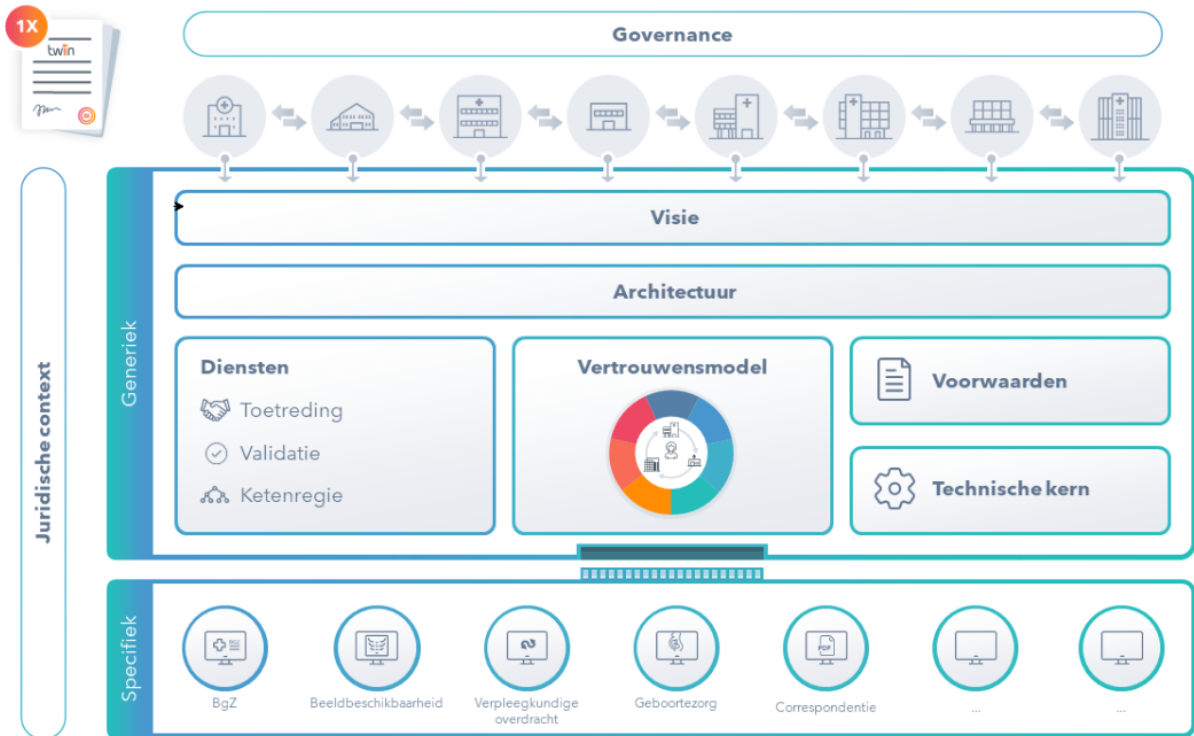 1X
twiin
Governance
Juridische context
Generiek
Visie
Architectuur
Diensten
Toetreding
Validatie
Ketenregie
Vertrouwensmodel
Voorwaarden
Technische kern
Specifiek
BgZ
Beeldbeschikbaarheid
Verpleegkundige
overdracht
Geboortezorg
PDF
Correspondentie
...
...